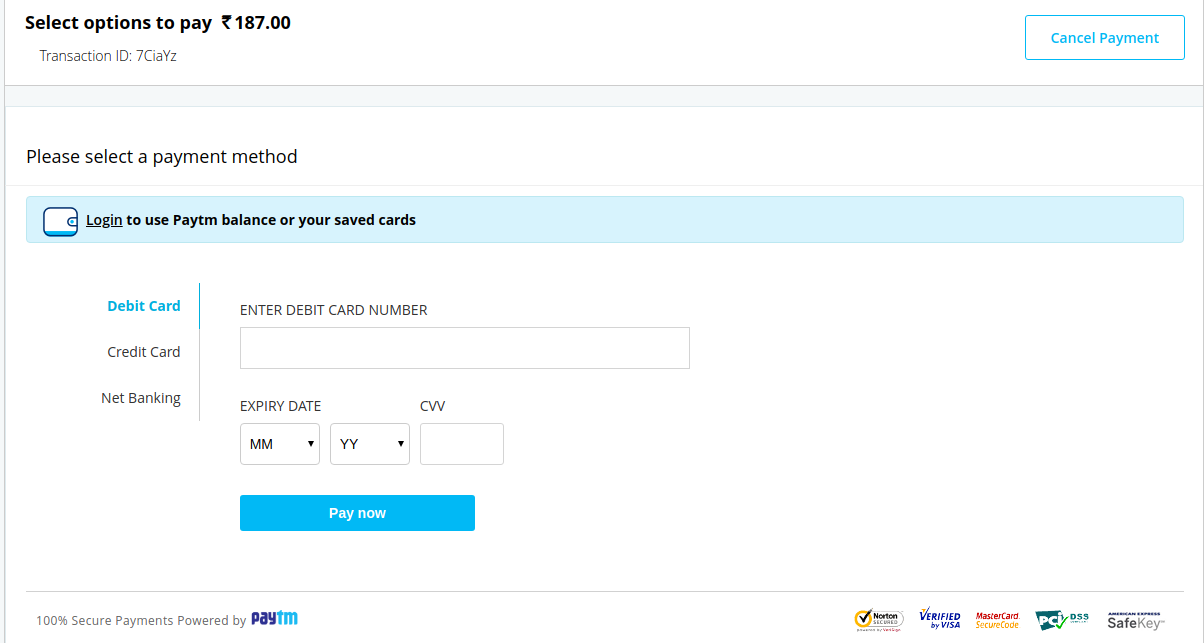 Select options to pay ₹ 187.00
Transaction ID: 7CiaYz
Cancel Payment
Please select a payment method
Login to use Paytm balance or your saved cards
Debit Card
Credit Card
Net Banking
ENTER DEBIT CARD NUMBER
EXPIRY DATE
CVV
MM
YY
Pay now
100% Secure Payments Powered by paytm
Norton
SECURED
powered by VeriSign
VERIFIED
by VISA
MasterCard.
SecureCode
PCI DSS
AMERICAN EXPRESS
SafeKey